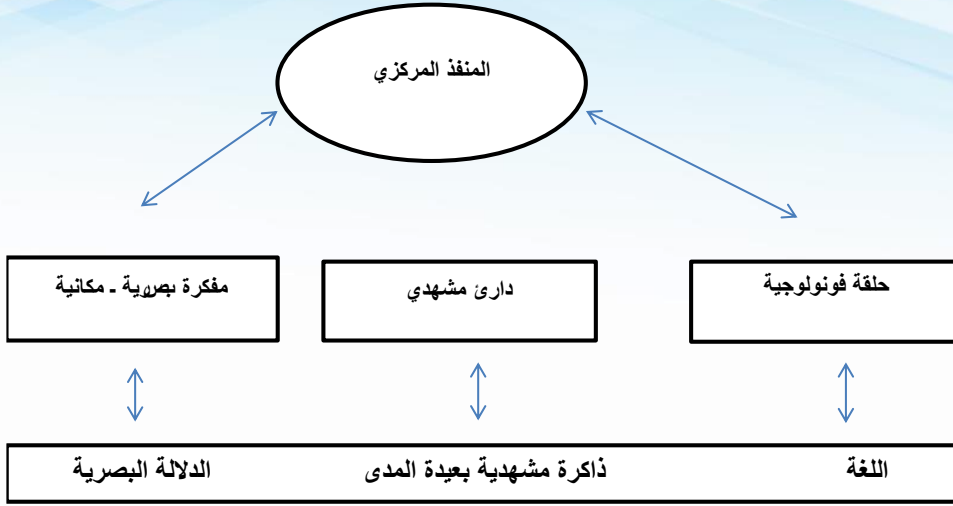 المنفذ المركزي
حلقة فونولوجية
دارئ مشهدي
مفكرة بصرية - مكانية
اللغة
ذاكرة مشهدية بعيدة المدى
الدلالة البصرية